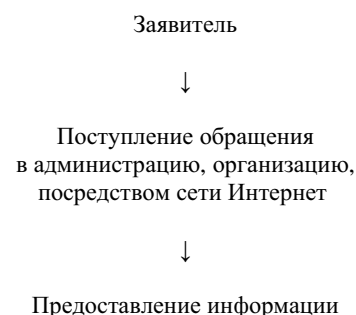 Заявитель
↓
Поступление обращения
в администрацию, организацию,
посредством сети Интернет
↓
Предоставление информации